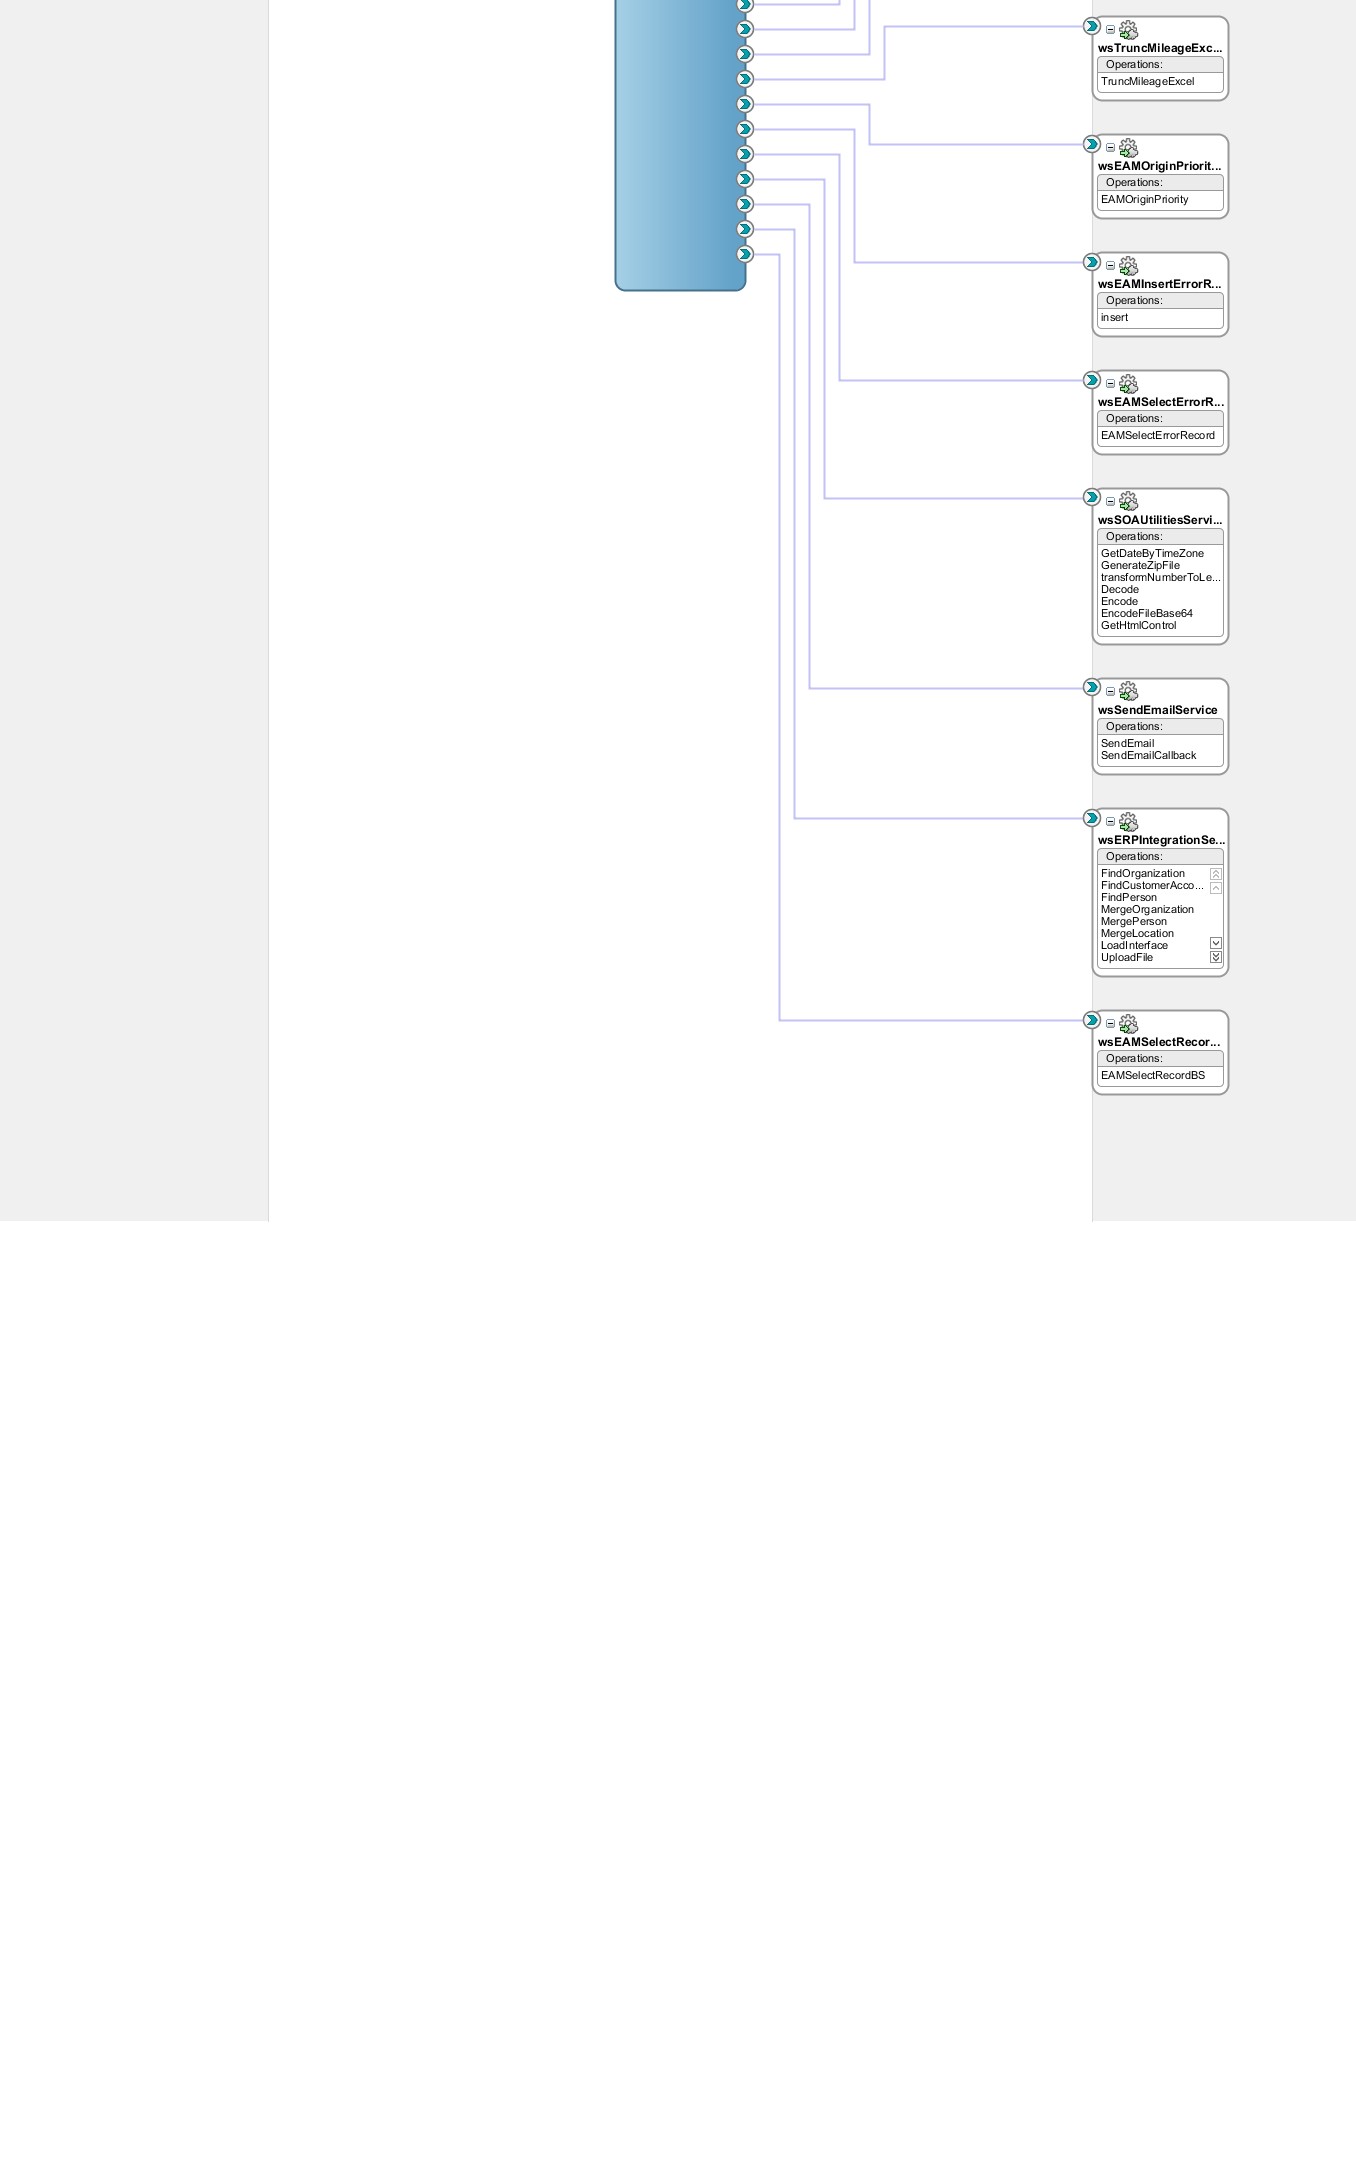 wsTruncMileageExc...
Operations:
TruncMileageExcel
wsEAMOriginPriorit...
Operations:
EAMOriginPriority
wsEAMInsertErrorR...
Operations:
insert
wsEAMSelectErrorR...
Operations:
EAMSelectErrorRecord
wsSOAUtilitiesServi...
Operations:
GetDateByTimeZone
GenerateZipFile
transformNumberToLe...
Decode
Encode
EncodeFileBase64
GetHtmlControl
wsSendEmailService
Operations:
SendEmail
SendEmailCallback
wsERPIntegrationSe...
Operations:
FindOrganization
FindCustomerAcco...
FindPerson
MergeOrganization
MergePerson
MergeLocation
LoadInterface
UploadFile
wsEAMSelectRecor...
Operations:
EAMSelectRecordBS